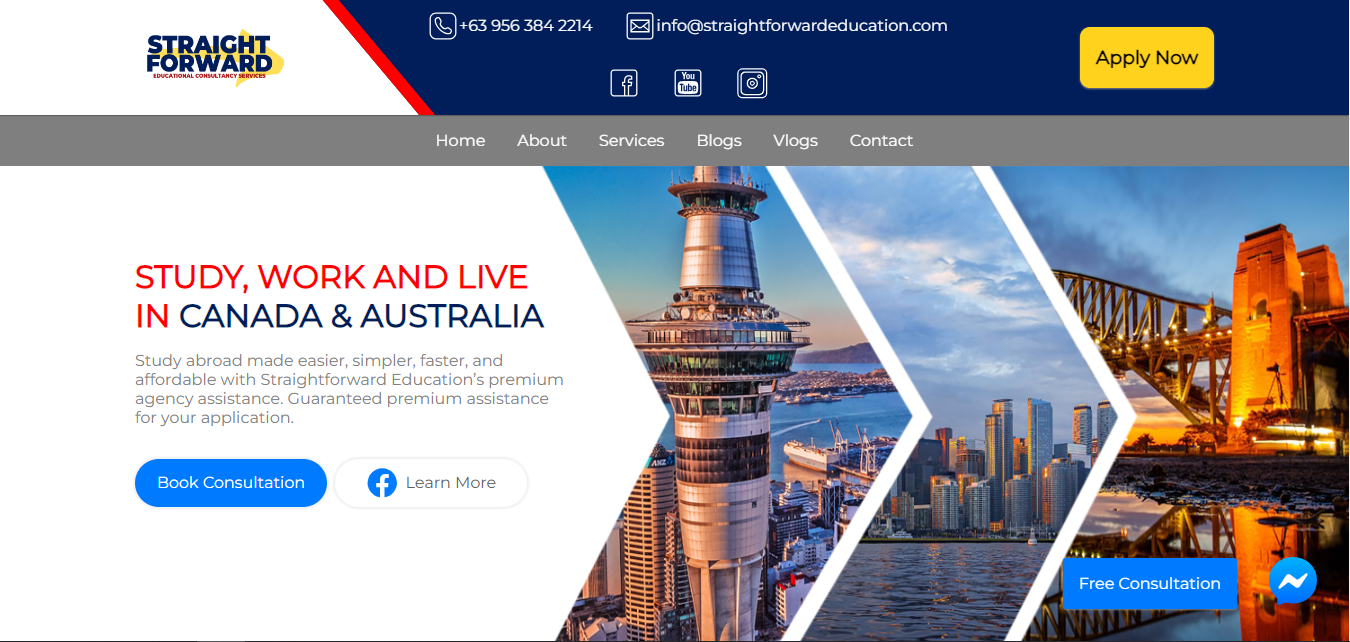 STRAIGHT
FORWARD
EDUCATIONAL CONSULTANCY SERVICES
+63 956 384 2214
info@straightforwardeducation.com
You
Tube
Apply Now
Home
About
Services
Blogs
Vlogs
Contact
STUDY, WORK AND LIVE
IN CANADA & AUSTRALIA
Study abroad made easier, simpler, faster, and
affordable with Straightforward Education’s premium
agency assistance. Guaranteed premium assistance
for your application.
Book Consultation
Learn More
ANZ
Free Consultation